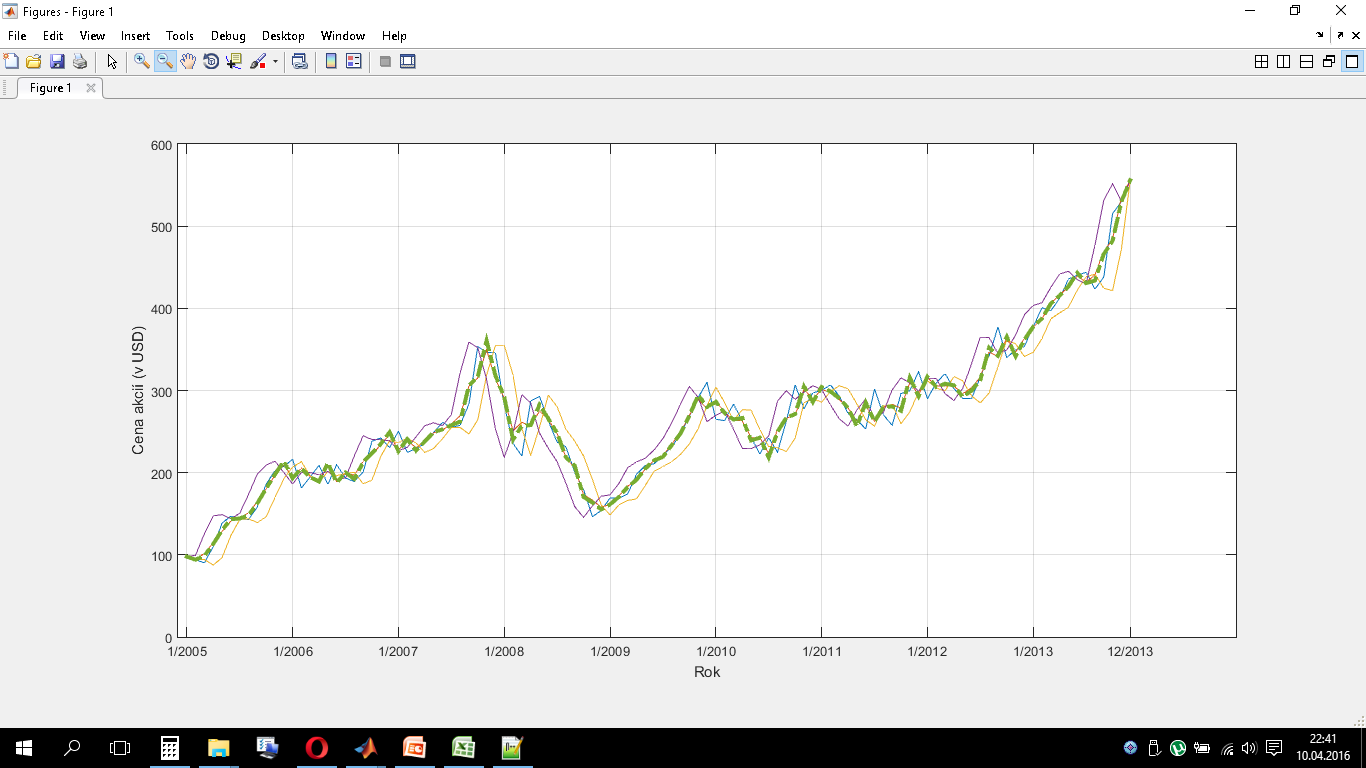 Figures - Figure 1
File Edit View Insert Tools Debug Desktop Window Help
Figure 1
600
500
400
300
200
100
0
Cena akcií (v USD)
1/2005 1/2006 1/2007 1/2008 1/2009 1/2010 1/2011 1/2012 1/2013 12/2013
Rok
22:41
10.04.2016